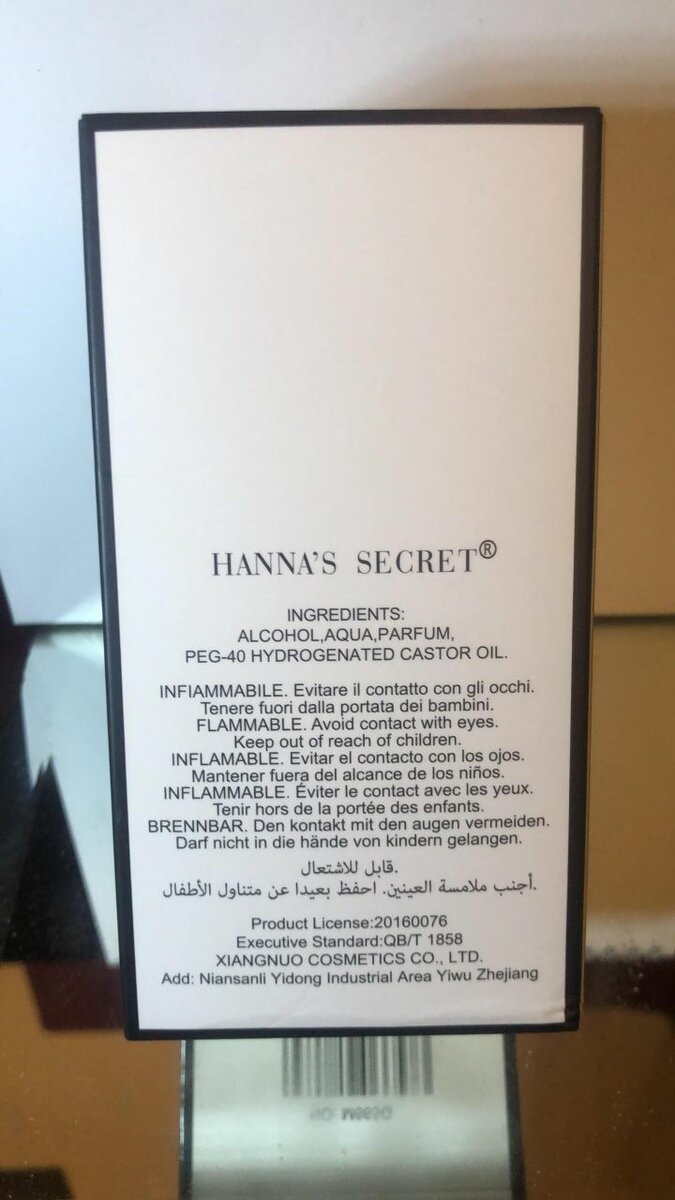 HANNA'S SECRET®
INGREDIENTS:
ALCOHOL,AQUA,PARFUM,
PEG-40 HYDROGENATED CASTOR OIL.
INFIAMMABILE. Evitare il contatto con gli occhi.
Tenere fuori dalla portata dei bambini.
FLAMMABLE. Avoid contact with eyes.
Keep out of reach of children.
INFLAMABLE. Evitar el contacto con los ojos.
Mantener fuera del alcance de los niños.
INFLAMMABLE. Éviter le contact avec les yeux.
Tenir hors de la portée des enfants.
BRENNBAR. Den kontakt mit den augen vermeiden.
Darf nicht in die hände von kindern gelangen.
قابل للاشتعال.
أجنب ملامسة العينين. احفظ بعيدا عن متناول الأطفال.
Product License:20160076
Executive Standard:QB/T 1858
XIANGNUO COSMETICS CO., LTD.
Add: Niansanli Yidong Industrial Area Yiwu Zhejiang